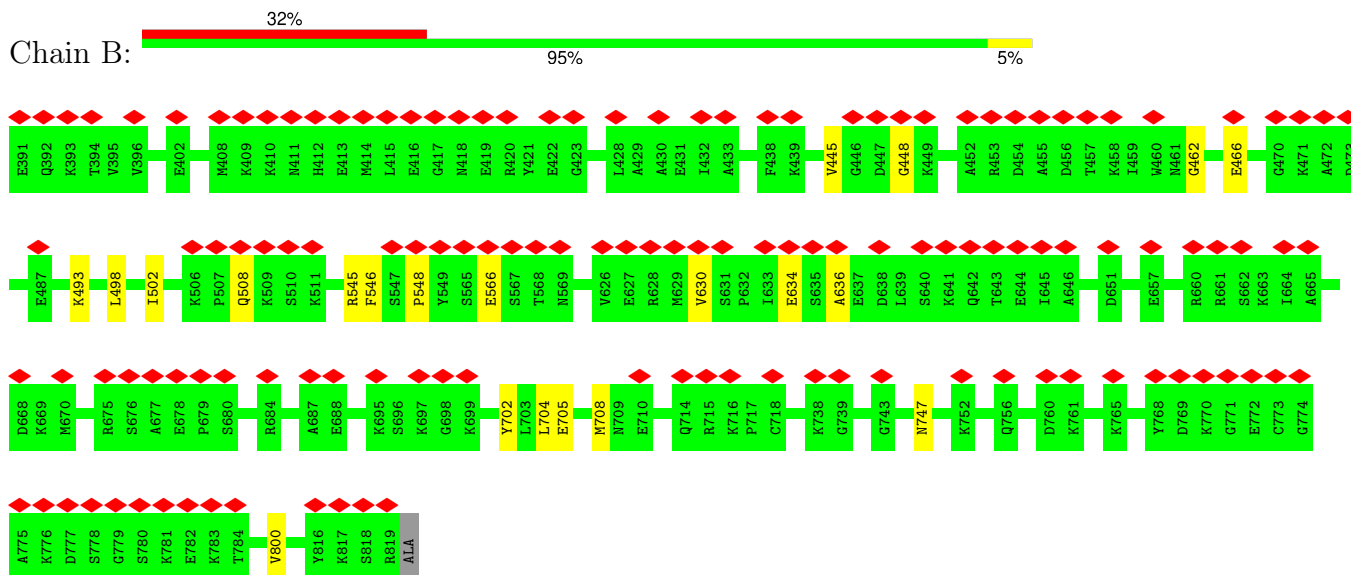 32%
Chain B:
95% 5%
E391 Q392 K393 T394 V395 V396 E402 M408 K409 K410 N411 H412 E413 M414 L415 E416 G417 N418 E419 R420 Y421 E422 G423 L428 A429 A430 E431 I432 A433 F438 K439 V445 G446 D447 G448 K449 A452 R453 D454 A455 D456 T457 K458 I459 W460 N461 G462 E466 G470 K471 A472 D473
E487 K493 L498 I502 K506 P507 Q508 K509 S510 K511 R545 F546 S547 P548 Y549 S565 E566 S567 T568 N569 V626 E627 R628 M629 V630 S631 P632 I633 E634 S635 A636 E637 D638 L639 S640 K641 Q642 T643 E644 I645 A646 D651 E657 R660 R661 S662 K663 I664 A665
D668 K669 M670 R675 S676 A677 E678 P679 S680 R684 A687 E688 K695 S696 K697 G698 K699 Y702 L703 L704 E705 M708 N709 E710 Q714 R715 K716 P717 C718 K738 G739 G743 N747 K752 Q756 D760 K761 K765 Y768 D769 K770 G771 E772 C773 G774
A775 K776 D777 S778 G779 S780 K781 E782 K783 T784 V800 Y816 K817 S818 R819 ALA